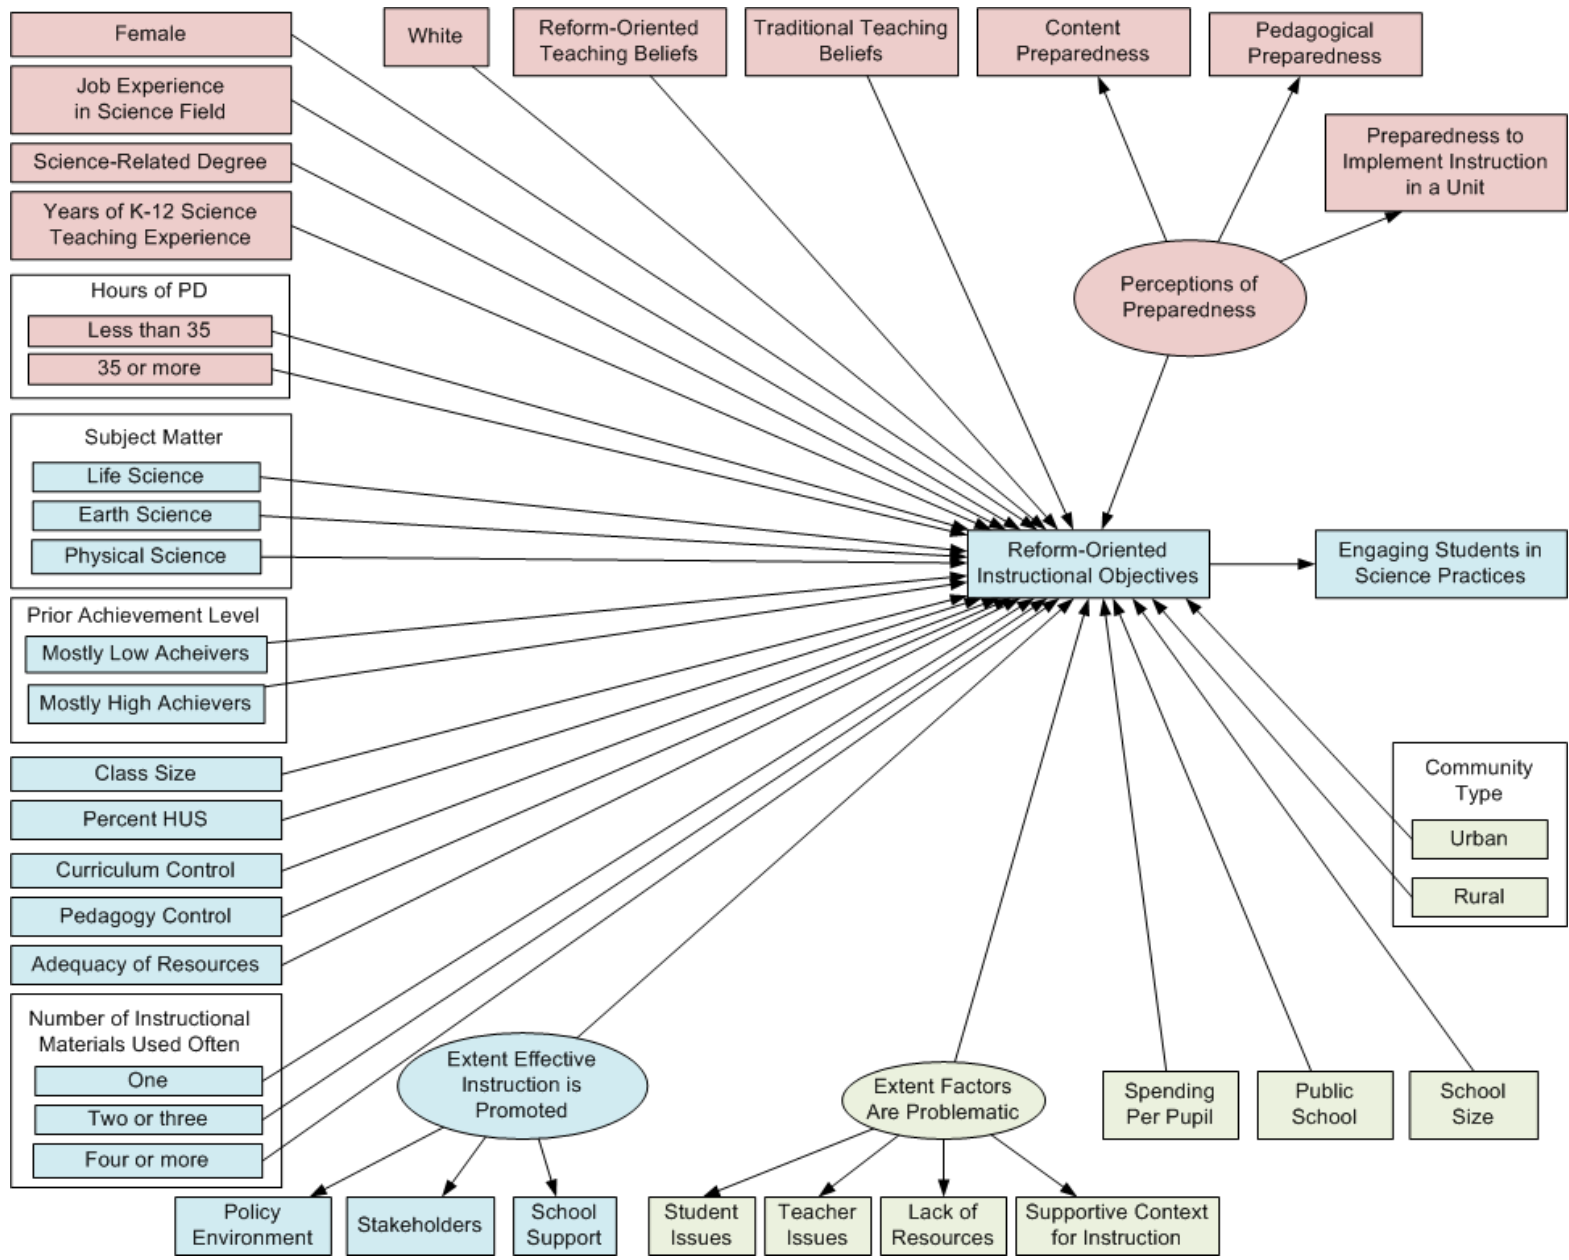 Female
White
Reform-Oriented
Teaching Beliefs
Traditional Teaching
Beliefs
Content
Preparedness
Pedagogical
Preparedness
Job Experience
in Science Field
Science-Related Degree
Years of K-12 Science
Teaching Experience
Preparedness to
Implement Instruction
in a Unit
Perceptions of
Preparedness
Hours of PD
Less than 35
35 or more
Subject Matter
Life Science
Earth Science
Physical Science
Reform-Oriented
Instructional Objectives
Engaging Students in
Science Practices
Prior Achievement Level
Mostly Low Acheivers
Mostly High Achievers
Class Size
Percent HUS
Curriculum Control
Pedagogy Control
Adequacy of Resources
Community
Type
Urban
Rural
Number of Instructional
Materials Used Often
One
Two or three
Four or more
Extent Effective
Instruction is
Promoted
Extent Factors
Are Problematic
Spending
Per Pupil
Public
School
School
Size
Policy
Environment
Stakeholders
School
Support
Student
Issues
Teacher
Issues
Lack of
Resources
Supportive Context
for Instruction